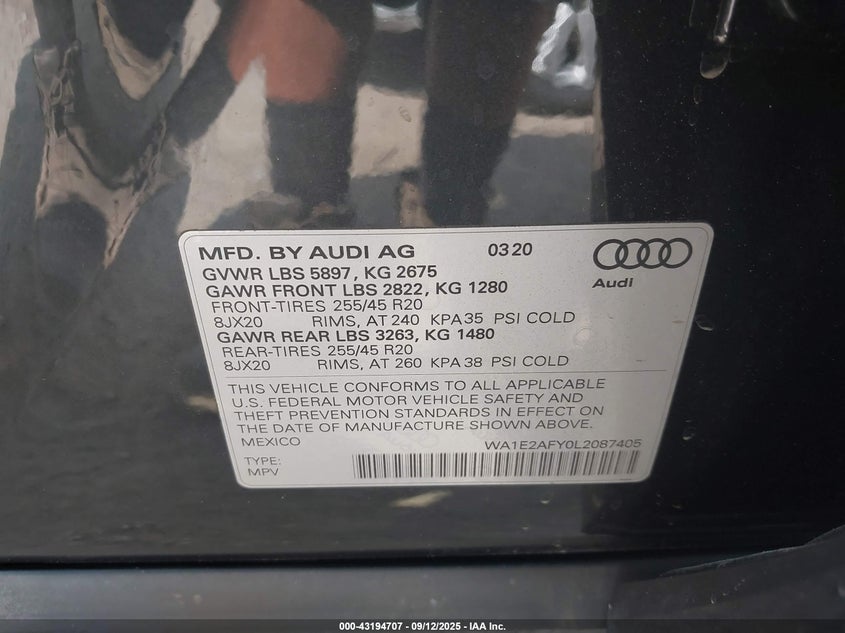 MFD. BY AUDI AG 0320
GVWR LBS 5897, KG 2675
GAWR FRONT LBS 2822, KG 1280
Audi
FRONT-TIRES 255/45 R20
8JX20 RIMS, AT 240 KPA 35 PSI COLD
GAWR REAR LBS 3263, KG 1480
REAR-TIRES 255/45 R20
8JX20 RIMS, AT 260 KPA 38 PSI COLD
THIS VEHICLE CONFORMS TO ALL APPLICABLE
U.S. FEDERAL MOTOR VEHICLE SAFETY AND
THEFT PREVENTION STANDARDS IN EFFECT ON
THE DATE OF MANUFACTURE SHOWN ABOVE.
MEXICO WA1E2AFY0L2087405
TYPE:
MPV
000-43194707 - 09/12/2025 - IAA Inc.